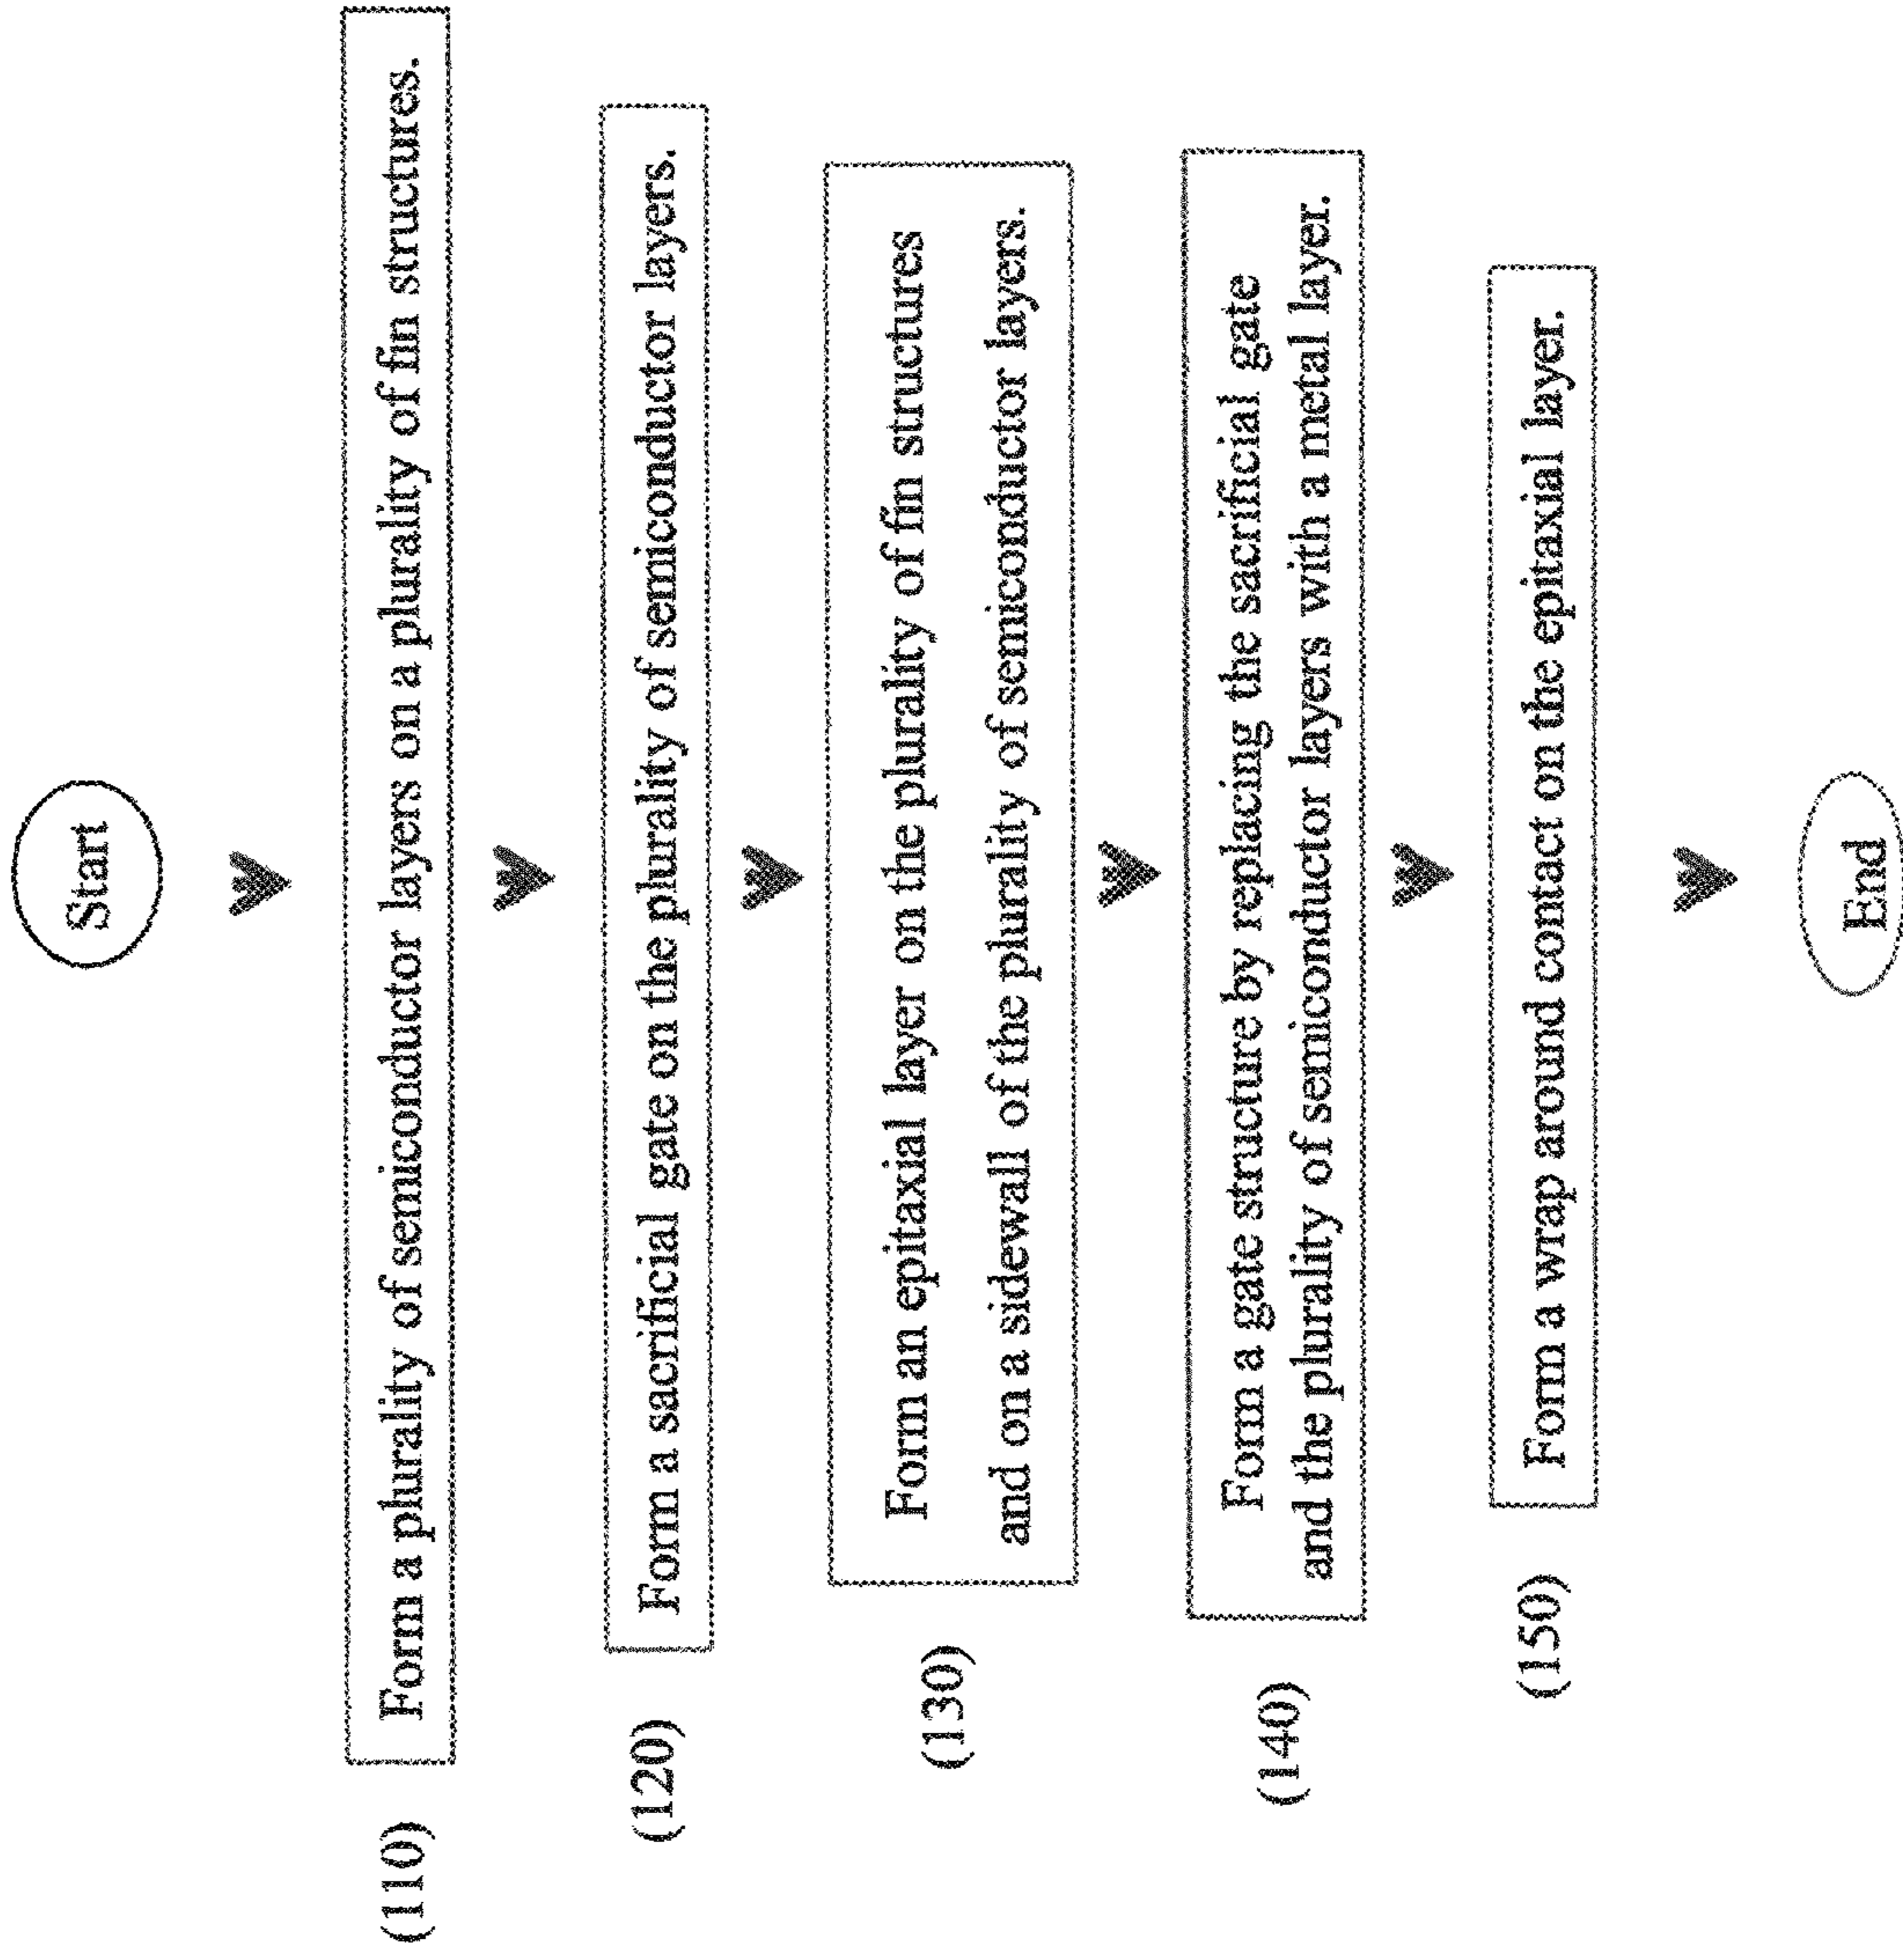 Start
(110) Form a plurality of semiconductor layers on a plurality of fin structures.
(120) Form a sacrificial gate on the plurality of semiconductor layers.
(130) Form an epitaxial layer on the plurality of fin structures
and on a sidewall of the plurality of semiconductor layers.
(140) Form a gate structure by replacing the sacrificial gate
and the plurality of semiconductor layers with a metal layer.
(150) Form a wrap around contact on the epitaxial layer.
End